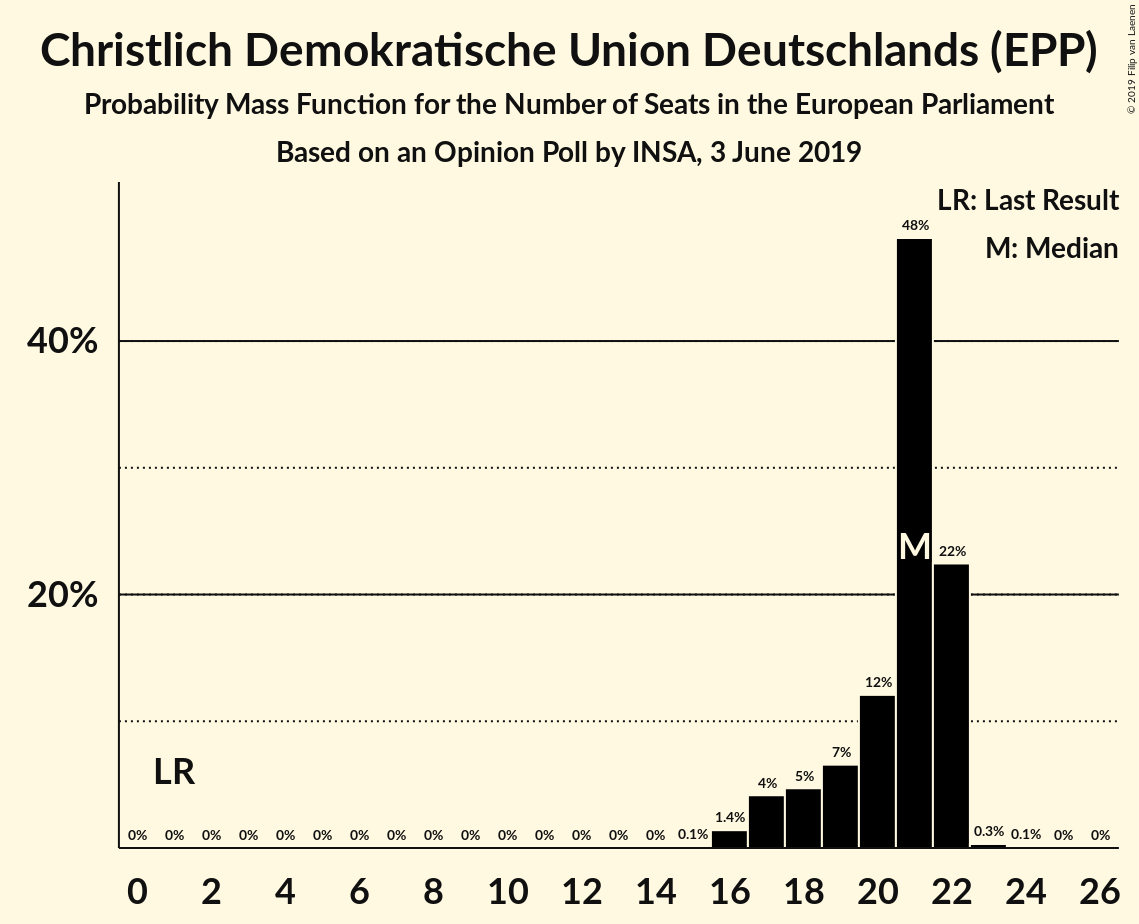 Christlich Demokratische Union Deutschlands (EPP)
Probability Mass Function for the Number of Seats in the European Parliament
Based on an Opinion Poll by INSA, 3 June 2019
© 2019 Filip van Laenen
LR: Last Result
M: Median
48%
40%
M
22%
20%
12%
7%
LR
5%
4%
1.4%
0% 0% 0% 0% 0% 0% 0% 0% 0% 0% 0% 0% 0% 0% 0% 0.1% 0.3% 0.1% 0% 0%
0 2 4 6 8 10 12 14 16 18 20 22 24 26